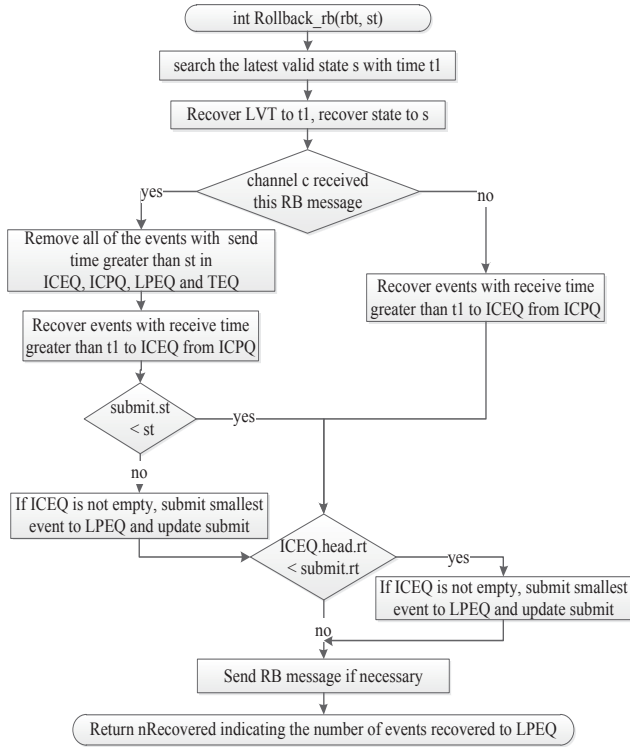 int Rollback_rb(rbt, st)
search the latest valid state s with time t1
Recover LVT to t1, recover state to s
channel c received
this RB message
yes
no
Remove all of the events with send
time greater than st in
ICEQ, ICPQ, LPEQ and TEQ
Recover events with receive time
greater than t1 to ICEQ from ICPQ
Recover events with receive time
greater than t1 to ICEQ from ICPQ
submit.st
< st
yes
no
If ICEQ is not empty, submit smallest
event to LPEQ and update submit
ICEQ.head.rt
< submit.rt
yes
If ICEQ is not empty, submit smallest
event to LPEQ and update submit
no
Send RB message if necessary
Return nRecovered indicating the number of events recovered to LPEQ